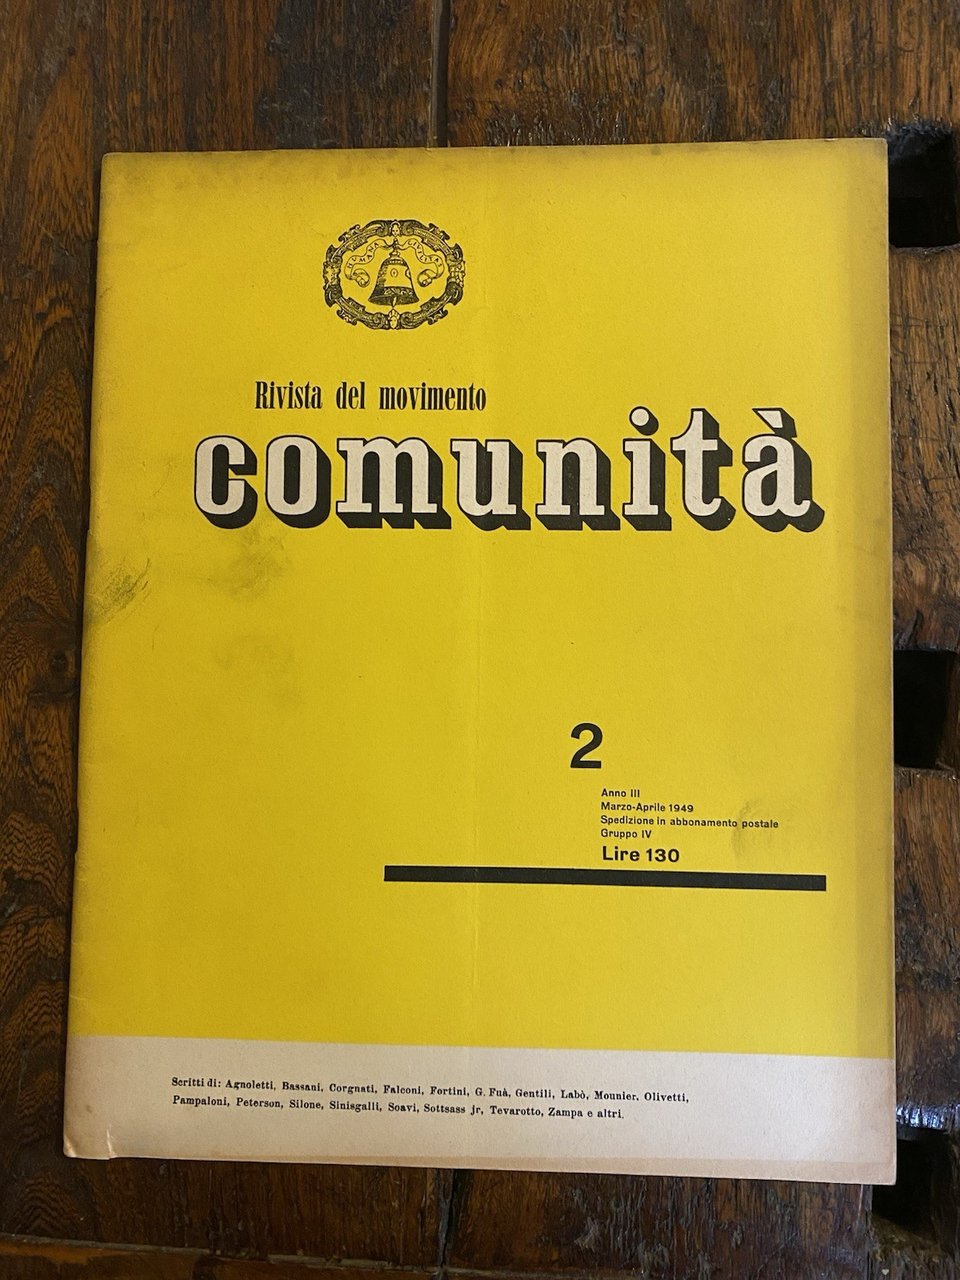 HUMANA CIVILITAS
Rivista del movimento
comunità
2
Anno III
Marzo-Aprile 1949
Spedizione in abbonamento postale
Gruppo IV
Lire 130
Scritti di: Agnoletti, Bassani, Corgnati, Falconi, Fortini, G. Fuà, Gentili, Labò, Mounier, Olivetti,
Pampaloni, Peterson, Silone, Sinisgalli, Soavi, Sottsass jr, Tevarotto, Zampa e altri.